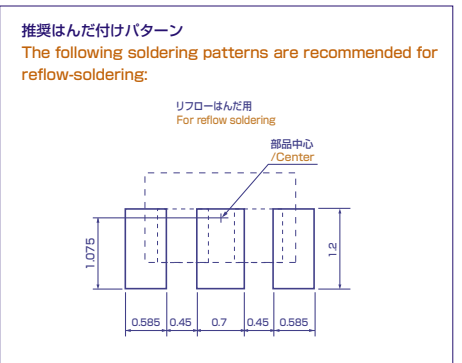 推奨はんだ付けパターン
The following soldering patterns are recommended for
reflow-soldering:
リフローはんだ用
For reflow soldering
部品中心
/Center
1.075
1.2
0.585 0.45 0.7 0.45 0.585